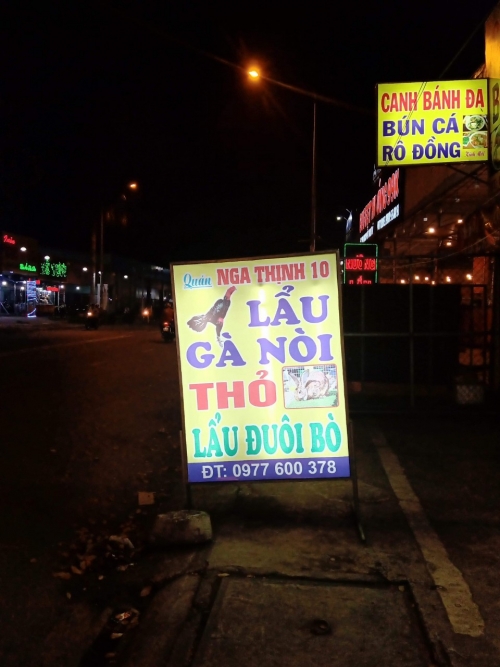 CANH BÁNH ĐA
BÚN CÁ
RÔ ĐỒNG
Quán NGA THỊNH 10
LẨU
GÀ NÒI
THỎ
LẨU ĐUÔI BÒ
ĐT: 0977 600 378